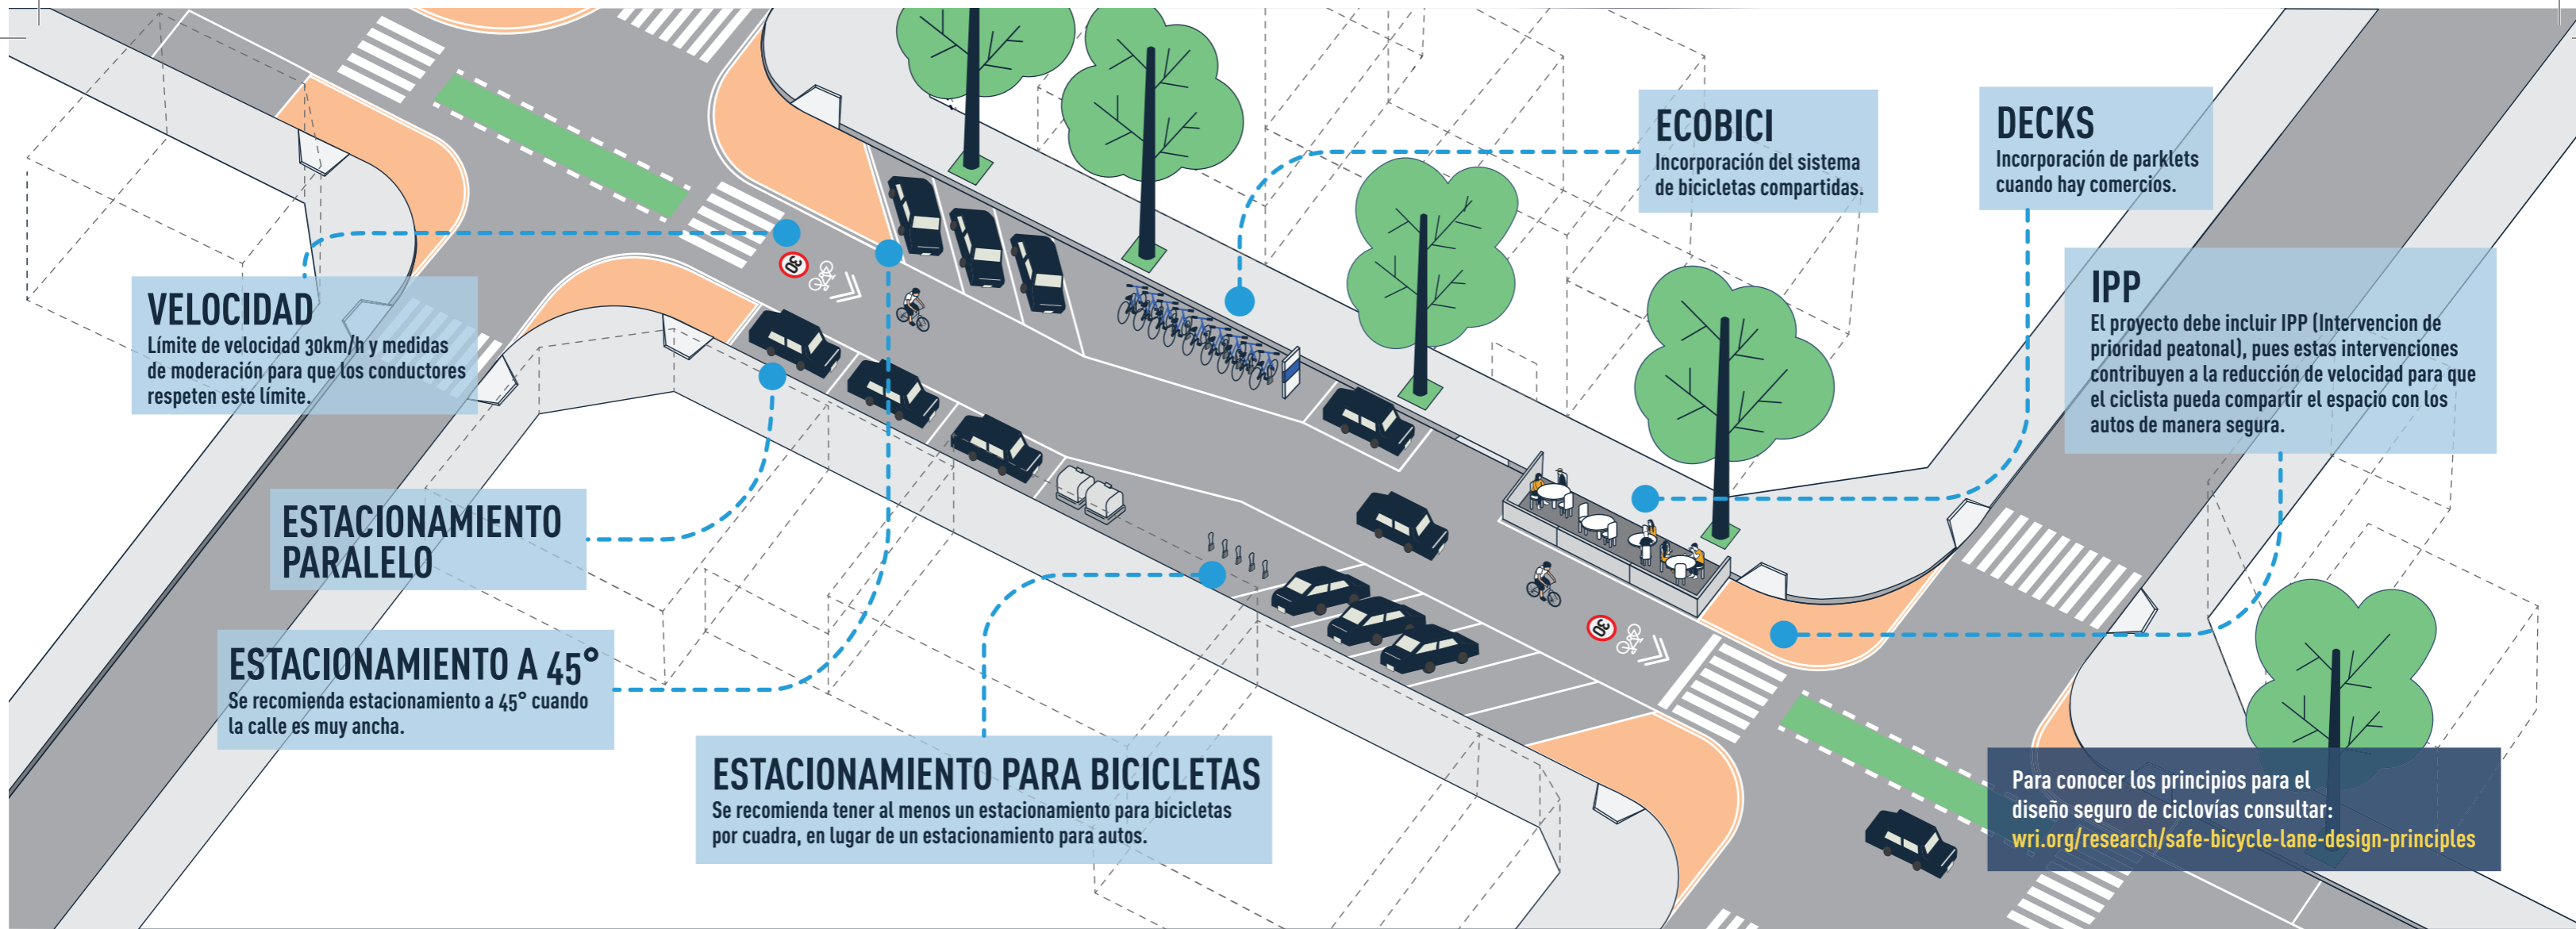 ECOBICI
Incorporación del sistema
de bicicletas compartidas.
DECKS
Incorporación de parklets
cuando hay comercios.
VELOCIDAD
Límite de velocidad 30km/h y medidas
de moderación para que los conductores
respeten este límite.
IPP
El proyecto debe incluir IPP (Intervencion de
prioridad peatonal), pues estas intervenciones
contribuyen a la reducción de velocidad para que
el ciclista pueda compartir el espacio con los
autos de manera segura.
30
ESTACIONAMIENTO
PARALELO
ESTACIONAMIENTO A 45°
Se recomienda estacionamiento a 45° cuando
la calle es muy ancha.
30
ESTACIONAMIENTO PARA BICICLETAS
Se recomienda tener al menos un estacionamiento para bicicletas
por cuadra, en lugar de un estacionamiento para autos.
Para conocer los principios para el
diseño seguro de ciclovías consultar:
wri.org/research/safe-bicycle-lane-design-principles